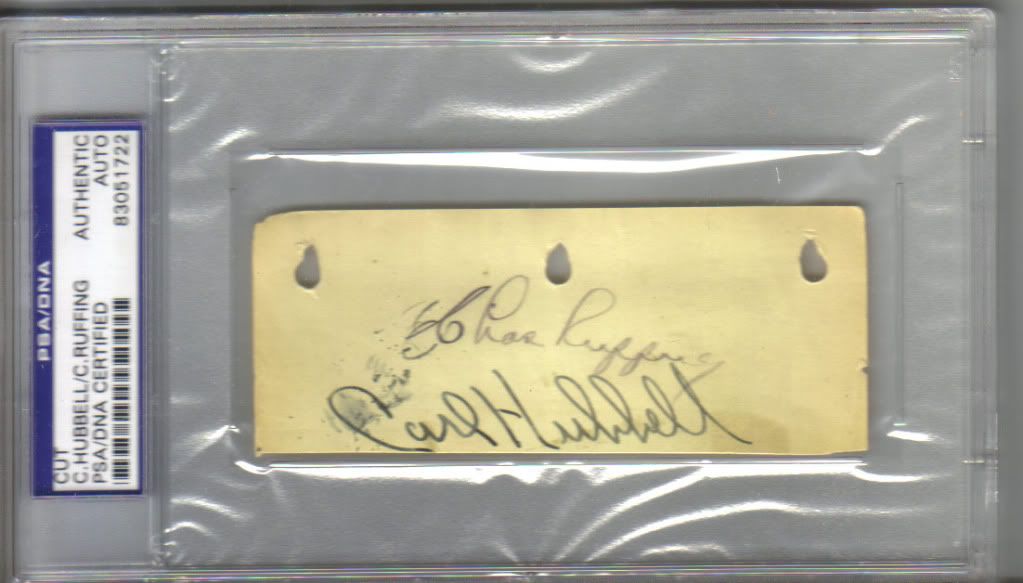 PSA/DNA
CUT
C.HUBBELL/C.RUFFING
PSA/DNA CERTIFIED
AUTHENTIC
AUTO
83051722
Chas Ruffing
Carl Hubbell